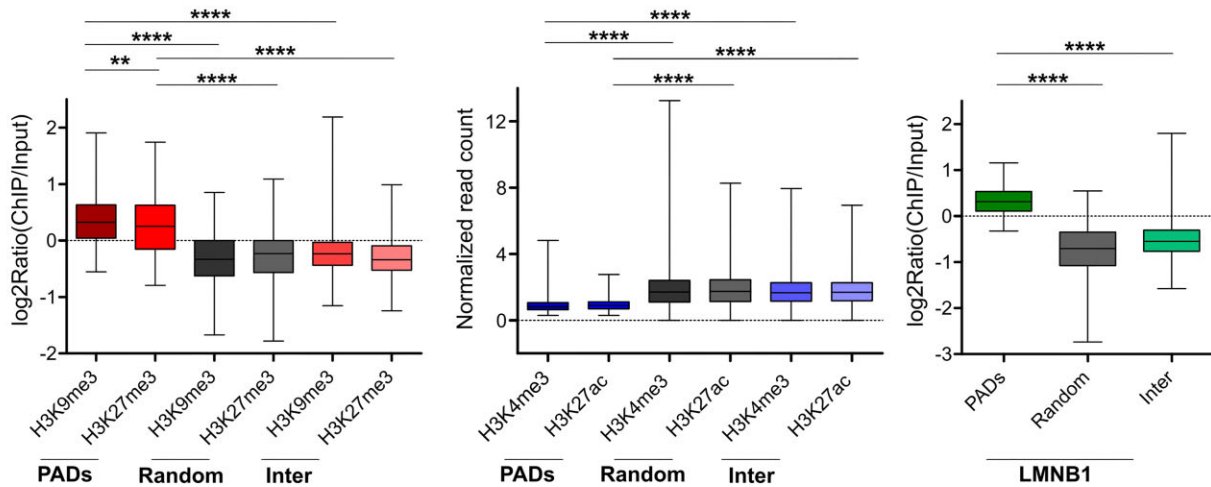 ****
****
**
****
****
log2Ratio(ChIP/Input)
2
1
0
-1
-2
H3K9me3
H3K27me3
H3K9me3
H3K27me3
H3K9me3
H3K27me3
PADs
Random
Inter
****
****
****
****
Normalized read count
12
8
4
0
H3K4me3
H3K27ac
H3K4me3
H3K27ac
H3K4me3
H3K27ac
PADs
Random
Inter
****
****
log2Ratio(ChIP/Input)
2
1
0
-1
-2
-3
PADs
Random
Inter
LMNB1